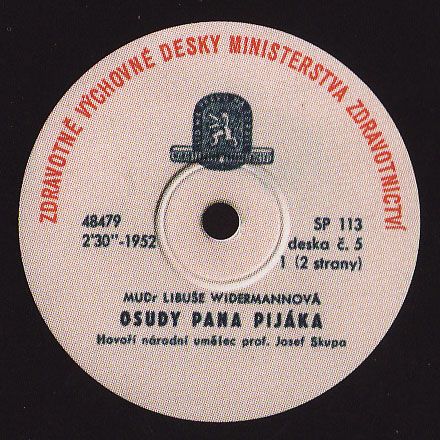 ZDRAVOTNĚ VÝCHOVNÉ DESKY MINISTERSTVA ZDRAVOTNICTVÍ
48479
2'30"-1952
SP 113
deska č. 5
1 (2 strany)
MUDr LIBUŠE WIDERMANNOVÁ
OSUDY PANA PIJÁKA
Hovoří národní umělec prof. Josef Skupa